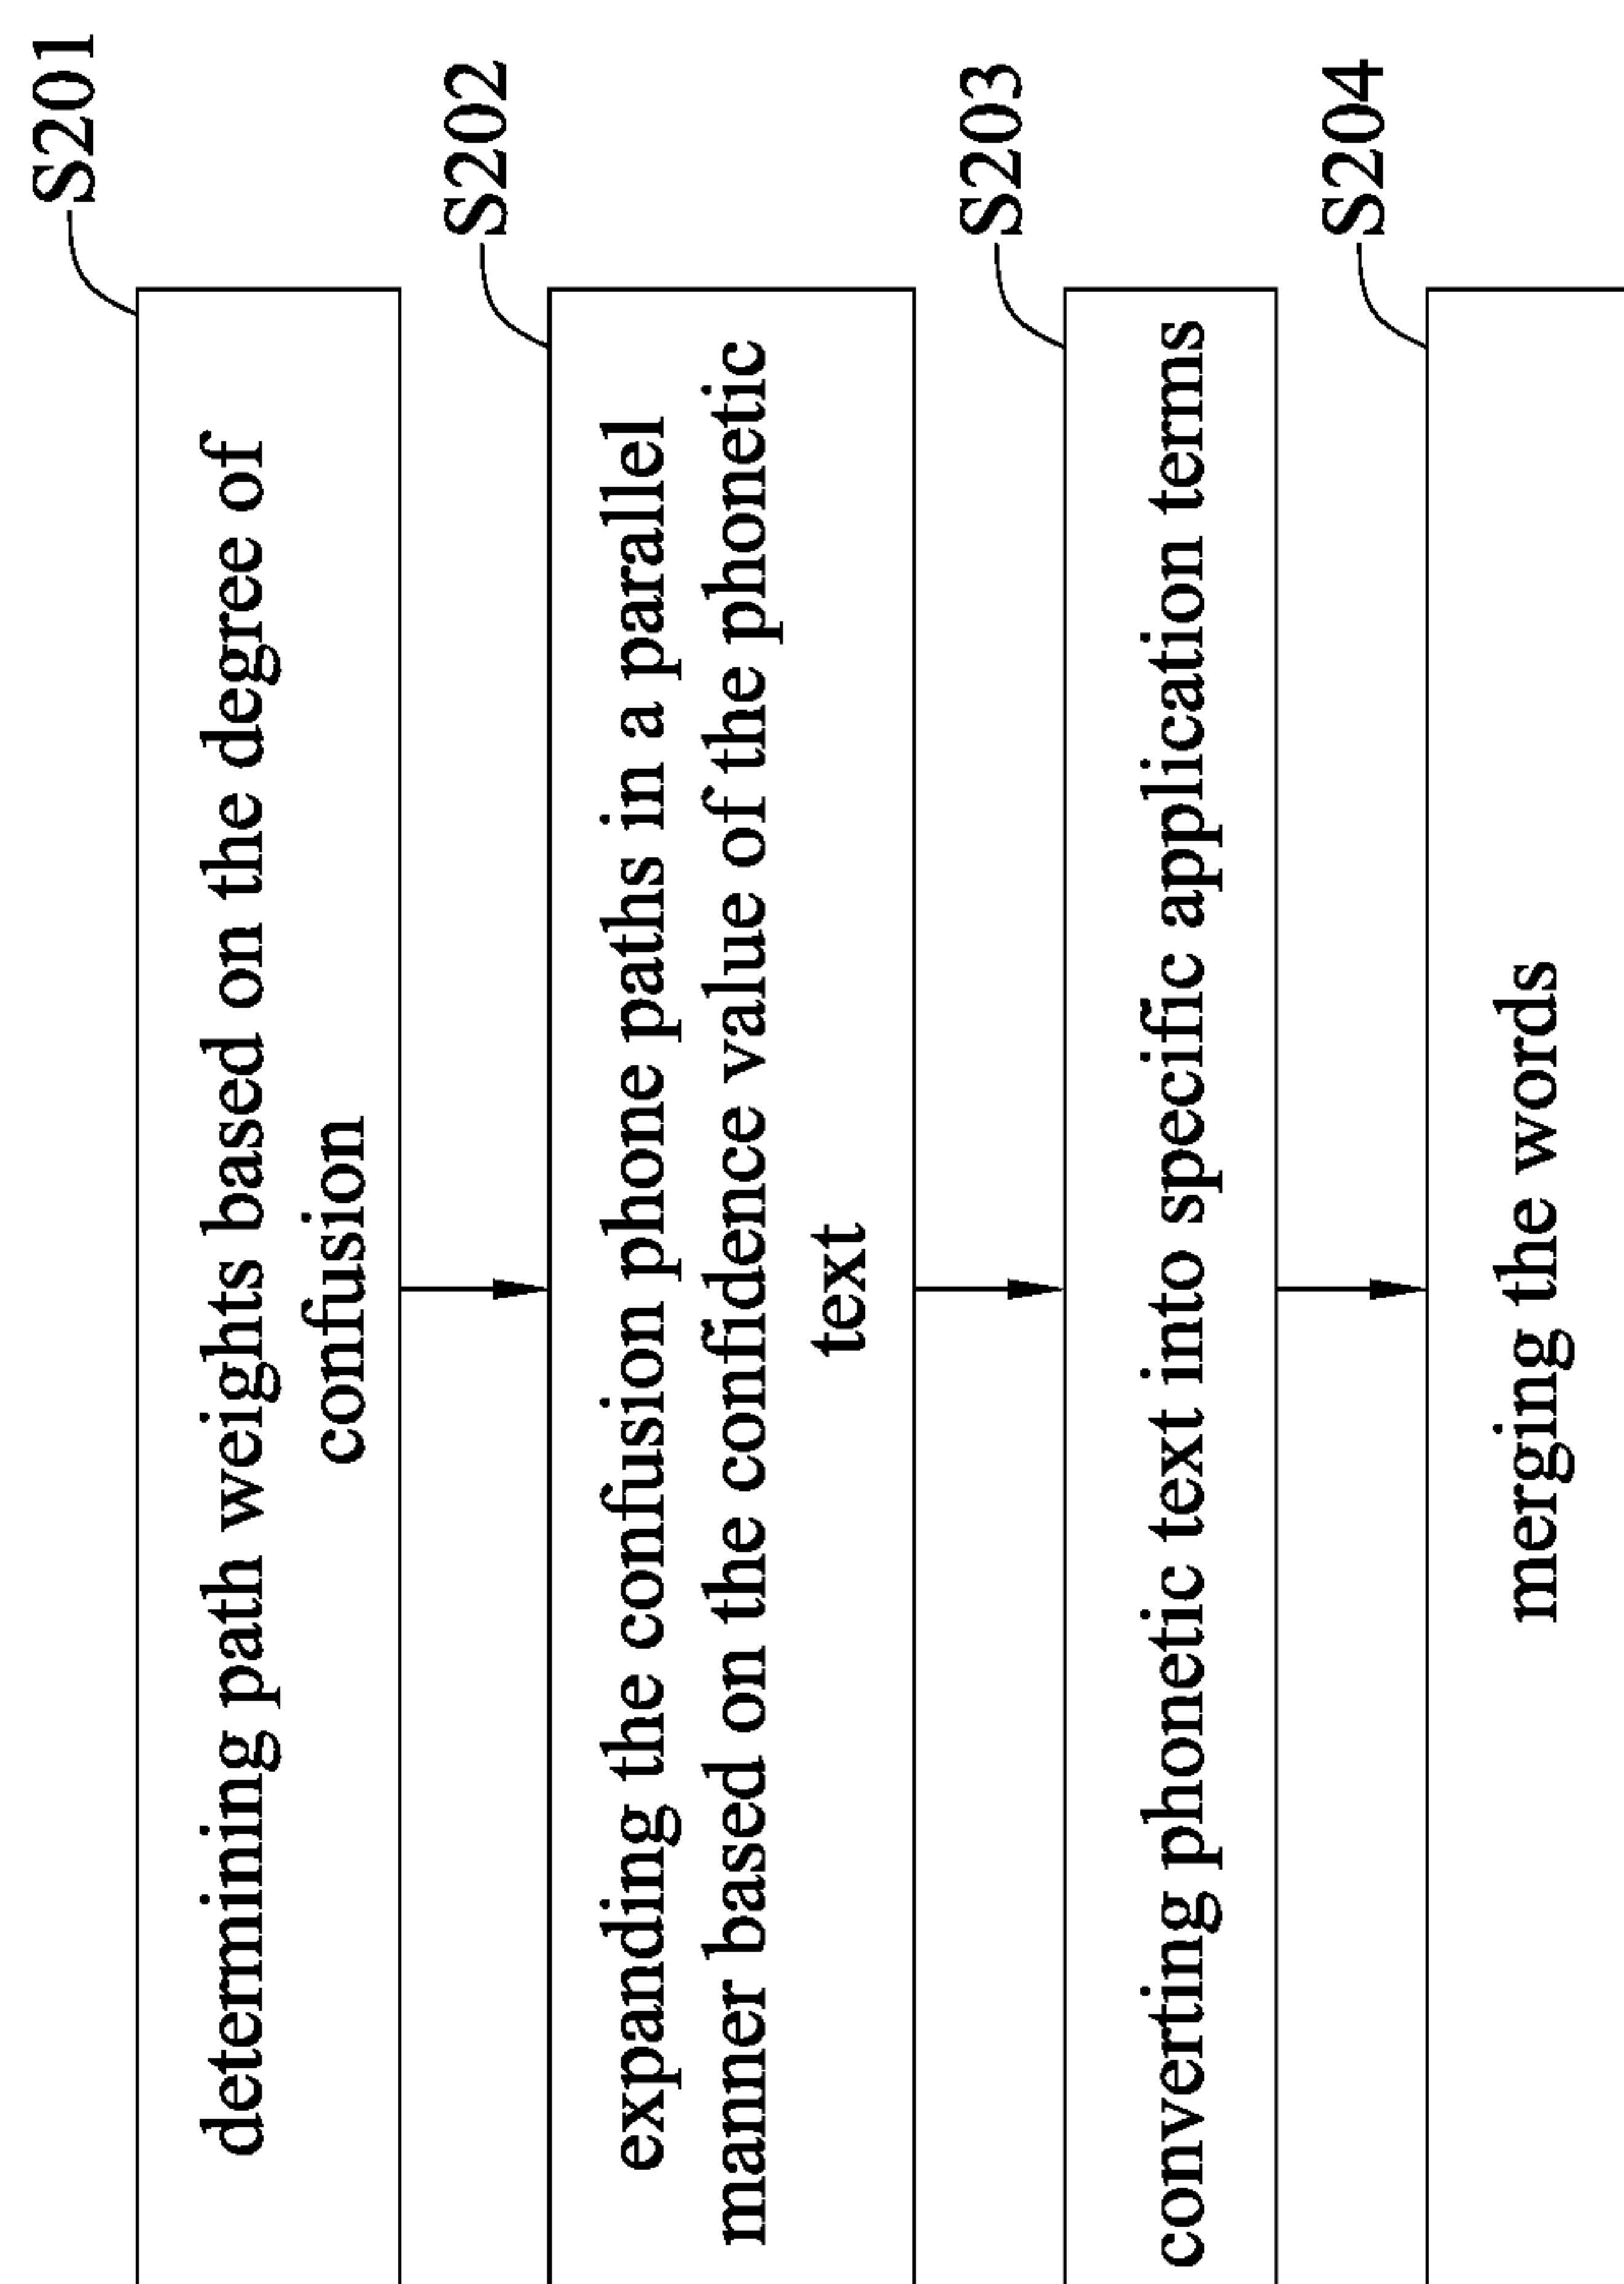 S201
determining path weights based on the degree of
confusion
S202
expanding the confusion phone paths in a parallel
manner based on the confidence value of the phonetic
text
S203
converting phonetic text into specific application terms
S204
merging the words